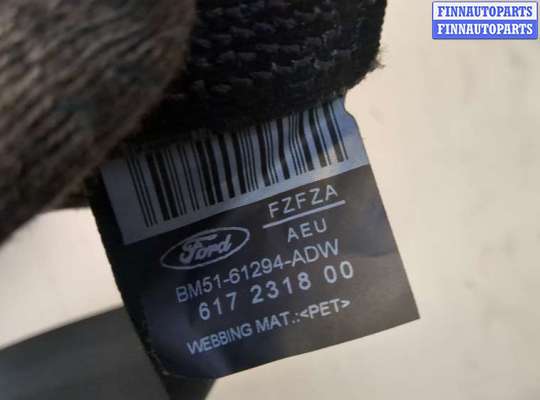 FINNAUTOPARTS
FINNAUTOPARTS
FZFZA
Ford
AEU
BM51-61294-ADW
617 2318 00
WEBBING MAT.:<PET>